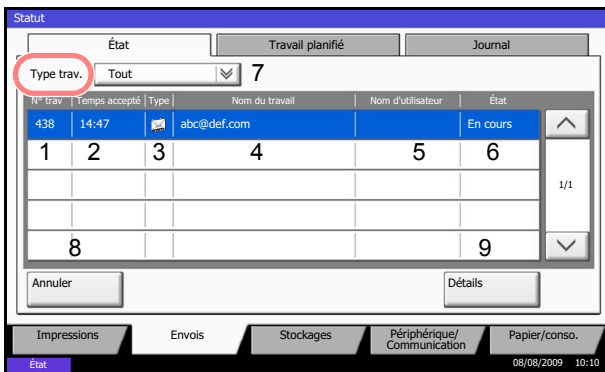 Statut
État Travail planifié Journal
Type trav. Tout 7
N° trav Temps accepté Type Nom du travail Nom d'utilisateur État
438 14:47 abc@def.com En cours
1 2 3 4 5 6
1/1
8 9
Annuler Détails
Impressions Envois Stockages Périphérique/ Communication Papier/conso.
État 08/08/2009 10:10